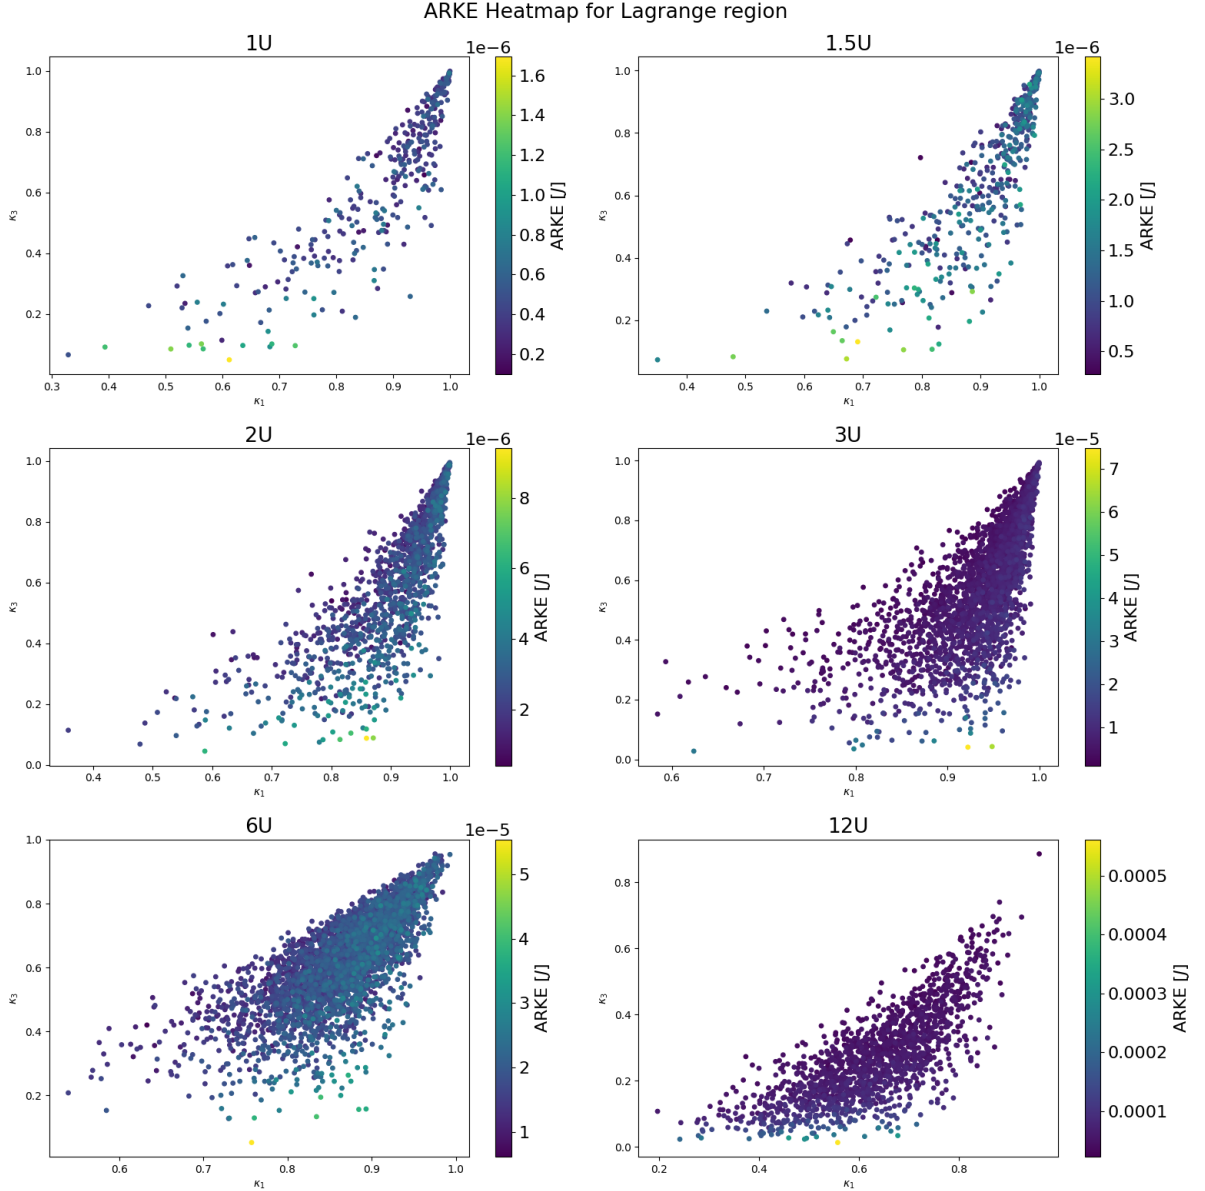 ARKE Heatmap for Lagrange region
1U
1e−6
1.0
0.8
0.6
0.4
0.2
κ3
0.3 0.4 0.5 0.6 0.7 0.8 0.9 1.0
κ1
1.6
1.4
1.2
1.0
0.8
0.6
0.4
0.2
ARKE [J]
1.5U
1e−6
1.0
0.8
0.6
0.4
0.2
κ3
0.4 0.5 0.6 0.7 0.8 0.9 1.0
κ1
3.0
2.5
2.0
1.5
1.0
0.5
ARKE [J]
2U
1e−6
1.0
0.8
0.6
0.4
0.2
0.0
κ3
0.4 0.5 0.6 0.7 0.8 0.9 1.0
κ1
8
6
4
2
ARKE [J]
3U
1e−5
1.0
0.8
0.6
0.4
0.2
0.0
κ3
0.6 0.7 0.8 0.9 1.0
κ1
7
6
5
4
3
2
1
ARKE [J]
6U
1e−5
1.0
0.8
0.6
0.4
0.2
κ3
0.6 0.7 0.8 0.9 1.0
κ1
5
4
3
2
1
ARKE [J]
12U
0.8
0.6
0.4
0.2
0.0
κ3
0.2 0.4 0.6 0.8
κ1
0.0005
0.0004
0.0003
0.0002
0.0001
ARKE [J]